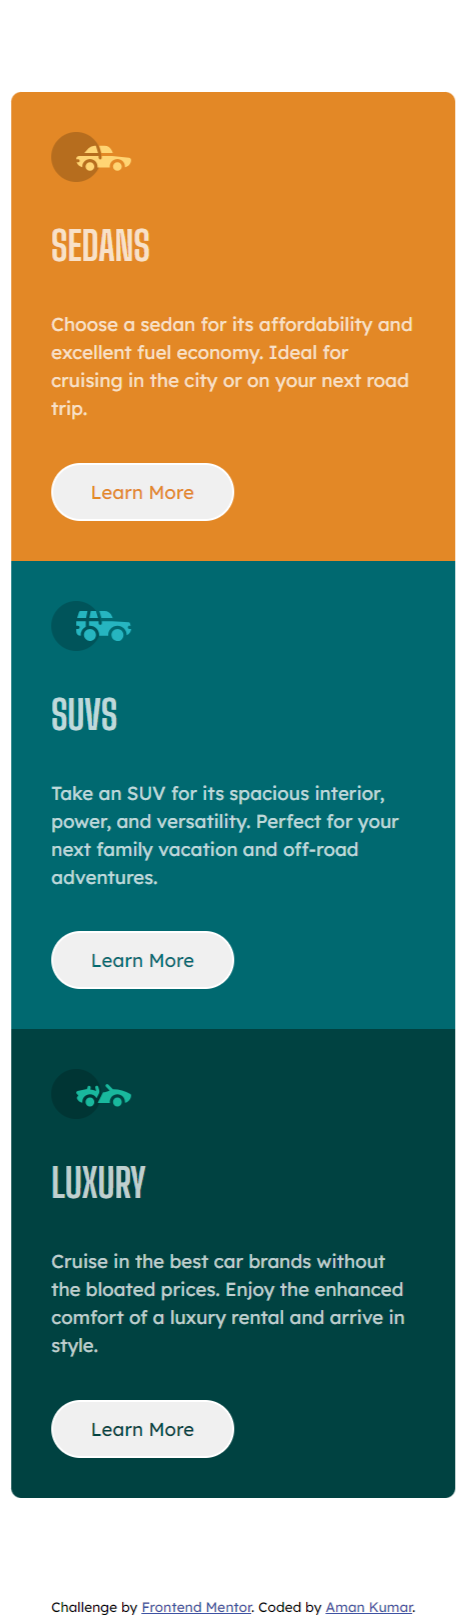 SEDANS
Choose a sedan for its affordability and
excellent fuel economy. Ideal for
cruising in the city or on your next road
trip.
Learn More
SUVS
Take an SUV for its spacious interior,
power, and versatility. Perfect for your
next family vacation and off-road
adventures.
Learn More
LUXURY
Cruise in the best car brands without
the bloated prices. Enjoy the enhanced
comfort of a luxury rental and arrive in
style.
Learn More
Challenge by Frontend Mentor. Coded by Aman Kumar.